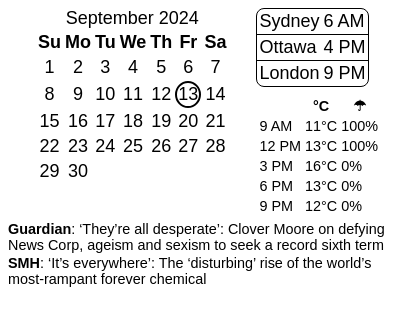 September 2024
Su Mo Tu We Th Fr Sa
1 2 3 4 5 6 7
8 9 10 11 12 13 14
15 16 17 18 19 20 21
22 23 24 25 26 27 28
29 30
Sydney 6 AM
Ottawa 4 PM
London 9 PM
°C ☂
9 AM 11°C 100%
12 PM 13°C 100%
3 PM 16°C 0%
6 PM 13°C 0%
9 PM 12°C 0%
Guardian: ‘They’re all desperate’: Clover Moore on defying
News Corp, ageism and sexism to seek a record sixth term
SMH: ‘It’s everywhere’: The ‘disturbing’ rise of the world’s
most-rampant forever chemical